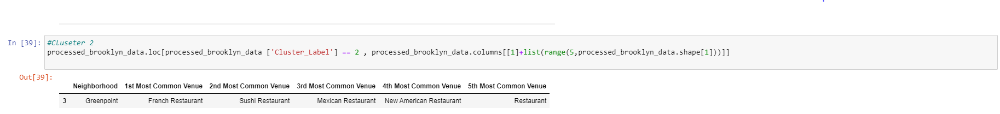 In [39]: #Cluseter 2
processed_brooklyn_data.loc[processed_brooklyn_data ['Cluster_Label'] == 2 , processed_brooklyn_data.columns[[1]+list(range(5,processed_brooklyn_data.shape[1]))]]
Out[39]:
Neighborhood 1st Most Common Venue 2nd Most Common Venue 3rd Most Common Venue 4th Most Common Venue 5th Most Common Venue
3 Greenpoint French Restaurant Sushi Restaurant Mexican Restaurant New American Restaurant Restaurant